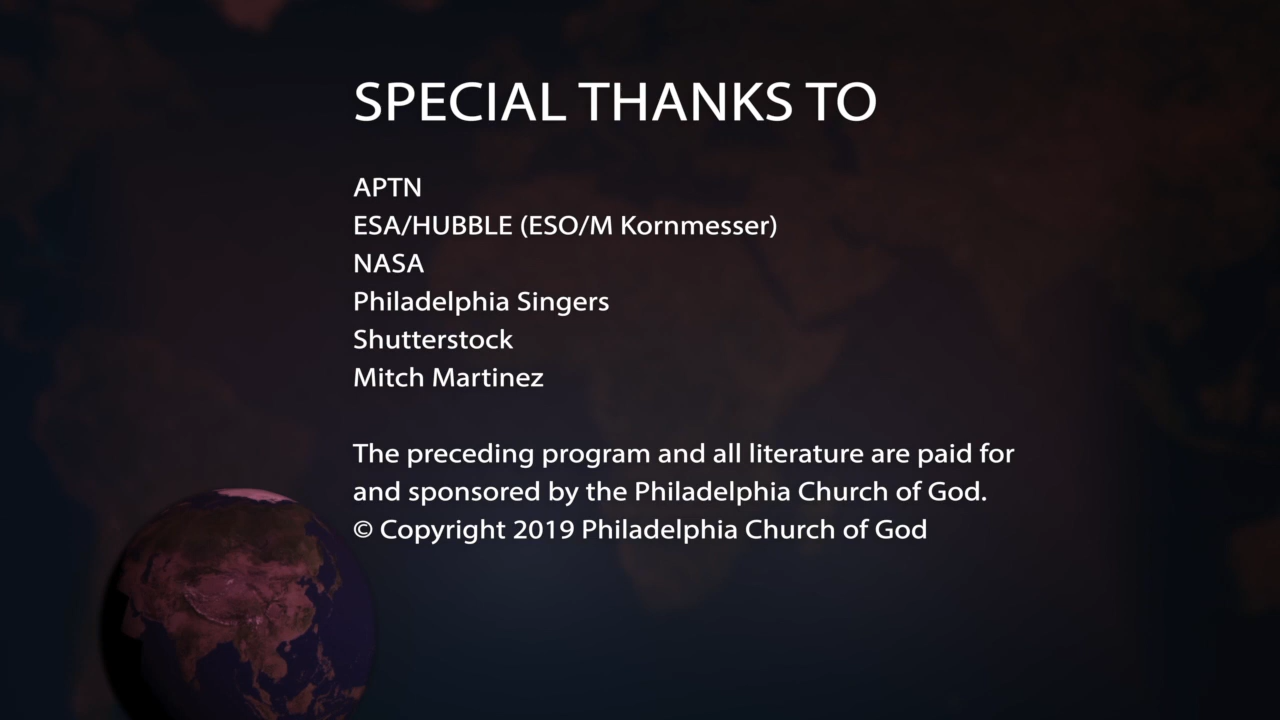 SPECIAL THANKS TO
APTN
ESA/HUBBLE (ESO/M Kornmesser)
NASA
Philadelphia Singers
Shutterstock
Mitch Martinez
The preceding program and all literature are paid for
and sponsored by the Philadelphia Church of God.
© Copyright 2019 Philadelphia Church of God